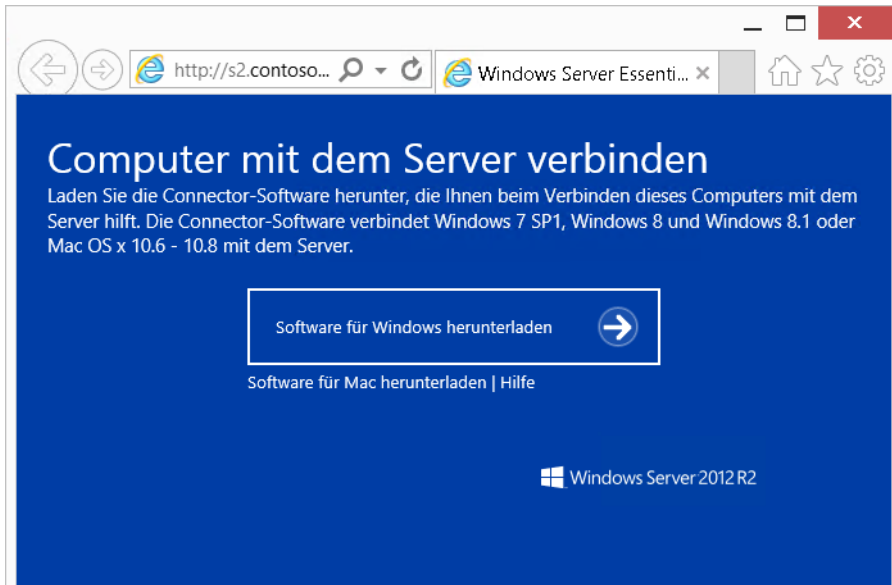 http://s2.contoso...
Windows Server Essenti...
Computer mit dem Server verbinden
Laden Sie die Connector-Software herunter, die Ihnen beim Verbinden dieses Computers mit dem
Server hilft. Die Connector-Software verbindet Windows 7 SP1, Windows 8 und Windows 8.1 oder
Mac OS x 10.6 - 10.8 mit dem Server.
Software für Windows herunterladen
Software für Mac herunterladen | Hilfe
Windows Server 2012 R2